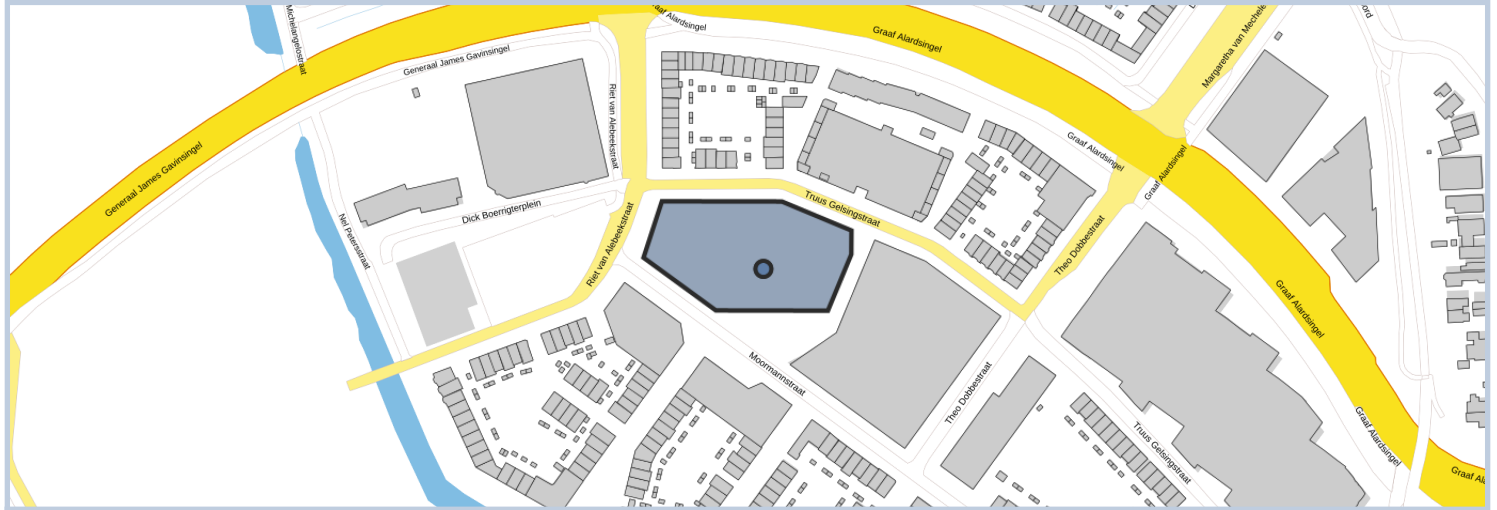 Michelangelostraat
Generaal James Gavinsingel
Generaal James Gavinsingel
Riet van Alebeekstraat
Graaf Alardsingel
Margaretha van Mechele
Graaf Alardsingel
Graaf Alardsingel
Dick Boerrigterplein
Nel Petersstraat
Riet van Alebeekstraat
Truus Gelsingstraat
Theo Dobbestraat
Graaf Alardsingel
Moormannstraat
Theo Dobbestraat
Truus Gelsingstraat
Graaf Alardsingel
Graaf Al